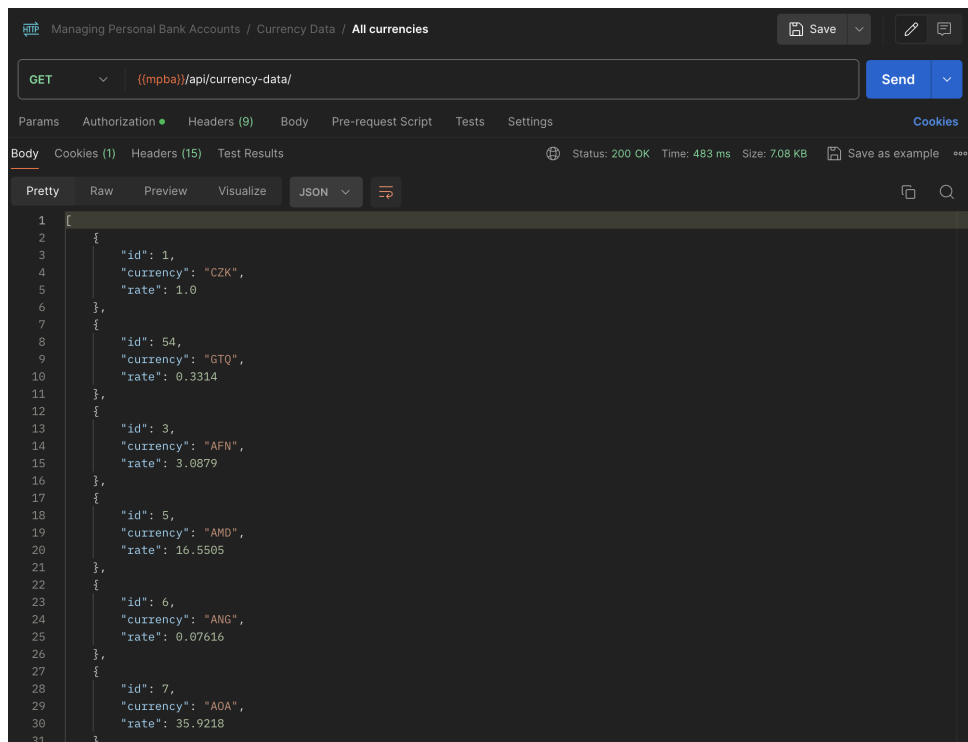 HTTP Managing Personal Bank Accounts / Currency Data / All currencies Save
GET {{mpba}}/api/currency-data/ Send
Params Authorization Headers (9) Body Pre-request Script Tests Settings Cookies
Body Cookies (1) Headers (15) Test Results Status: 200 OK Time: 483 ms Size: 7.08 KB Save as example
Pretty Raw Preview Visualize JSON
1 [
2 {
3 "id": 1,
4 "currency": "CZK",
5 "rate": 1.0
6 },
7 {
8 "id": 54,
9 "currency": "GTQ",
10 "rate": 0.3314
11 },
12 {
13 "id": 3,
14 "currency": "AFN",
15 "rate": 3.0879
16 },
17 {
18 "id": 5,
19 "currency": "AMD",
20 "rate": 16.5505
21 },
22 {
23 "id": 6,
24 "currency": "ANG",
25 "rate": 0.07616
26 },
27 {
28 "id": 7,
29 "currency": "AOA",
30 "rate": 35.9218
31 }